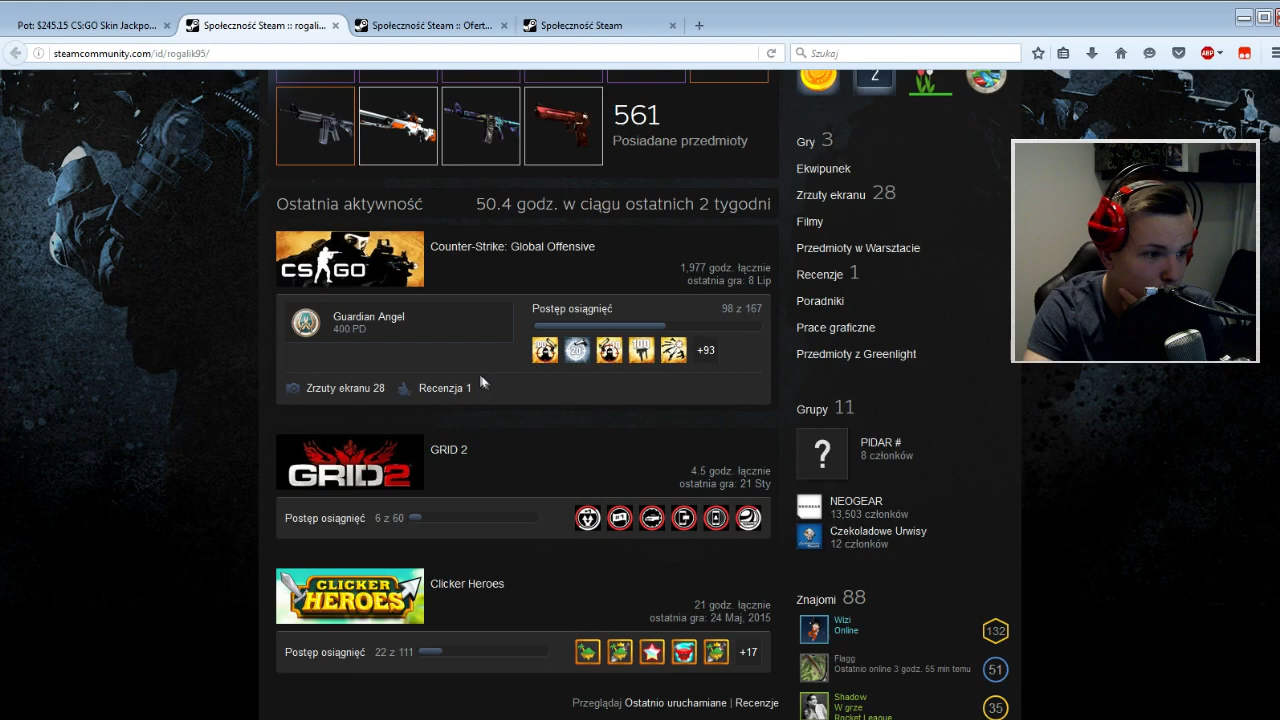 Pot: $245.15 CS:GO Skin Jackpo...
Społeczność Steam :: rogali...
Społeczność Steam :: Ofert...
Społeczność Steam
steamcommunity.com/id/rogalik95/
Szukaj
ABP
561
Posiadane przedmioty
2
Gry 3
Ekwipunek
Zrzuty ekranu 28
Filmy
Przedmioty w Warsztacie
Recenzje 1
Poradniki
Prace graficzne
Przedmioty z Greenlight
Ostatnia aktywność
50.4 godz. w ciągu ostatnich 2 tygodni
CS GO
Counter-Strike: Global Offensive
1,977 godz. łącznie
ostatnia gra: 8 Lip
Guardian Angel
400 PD
Postęp osiągnięć
98 z 167
+93
Zrzuty ekranu 28
Recenzja 1
GRID2
GRID 2
4.5 godz. łącznie
ostatnia gra: 21 Sty
Postęp osiągnięć 6 z 60
CLICKER HEROES
Clicker Heroes
21 godz. łącznie
ostatnia gra: 24 Maj, 2015
Postęp osiągnięć 22 z 111
+17
Przeglądaj Ostatnio uruchamiane | Recenzje
Grupy 11
?
PIDAR #
8 członków
NEOGEAR
13,503 członków
Czekoladowe Urwisy
12 członków
Znajomi 88
Wizi
Online
132
Flagg
Ostatnio online 3 godz. 55 min temu
51
Shadow
W grze
Rocket League
35